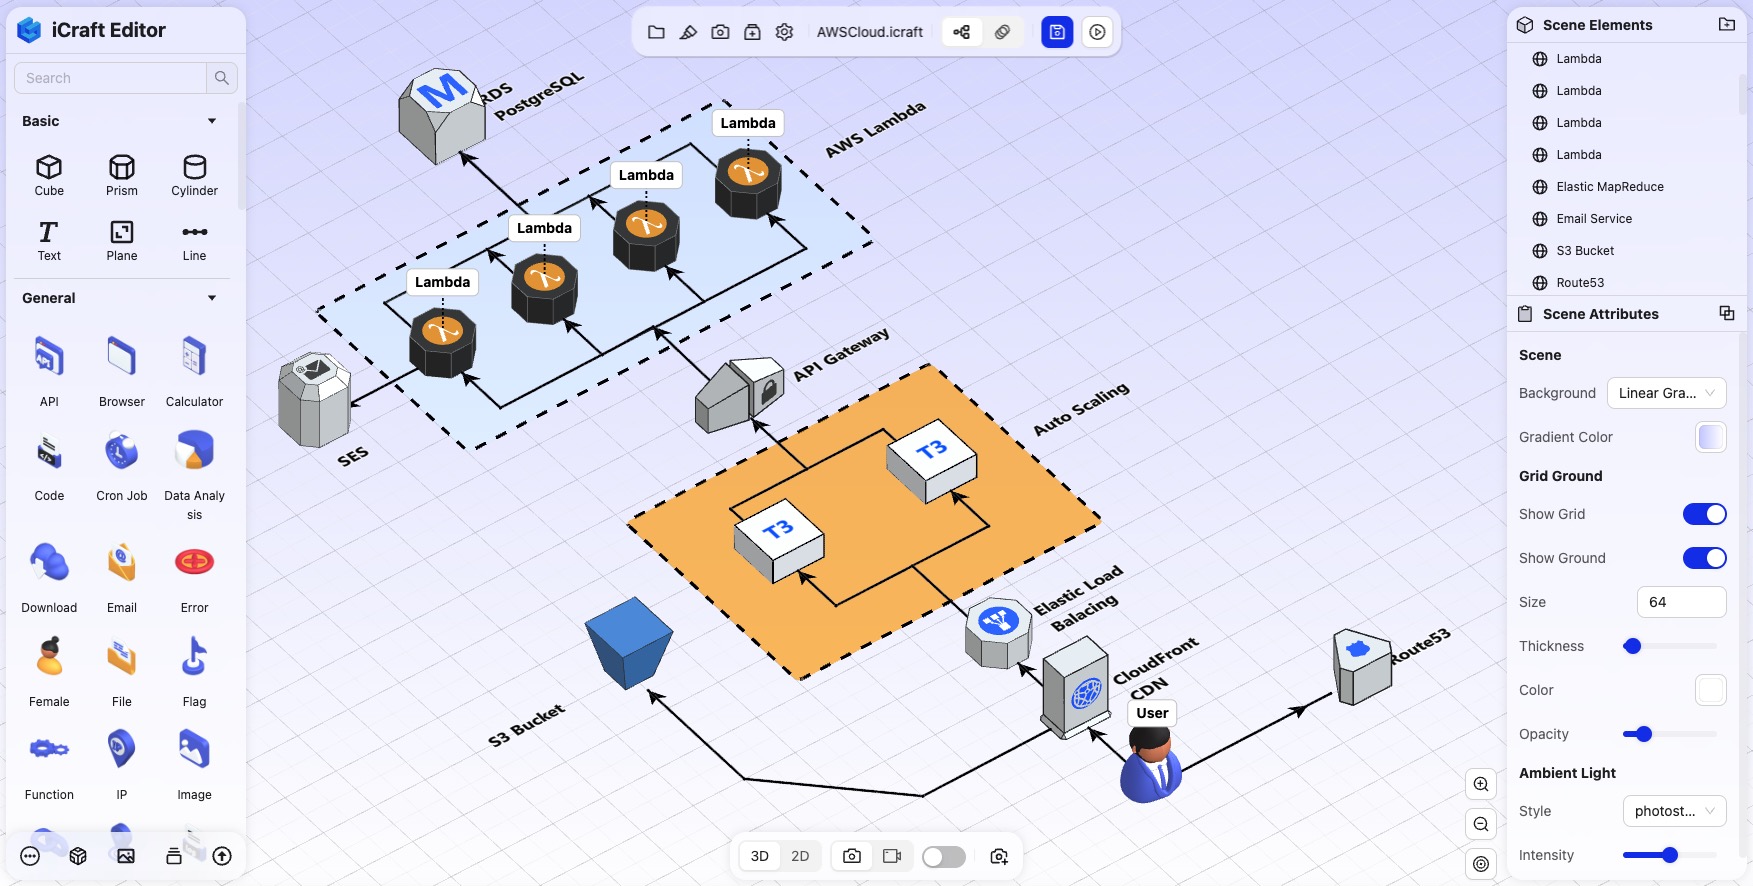 iCraft Editor
Search
Basic
Cube
Prism
Cylinder
T
Text
Plane
Line
General
API
API
Browser
Calculator
Code
Cron Job
Data Analy
sis
Download
Email
Error
Female
File
Flag
IP
Function
IP
Image
AWSCloud.icraft
M
RDS
PostgreSQL
AWS Lambda
Lambda
Lambda
Lambda
Lambda
SES
API Gateway
Auto Scaling
T3
T3
Elastic Load
Balacing
CloudFront
CDN
Route53
User
S3 Bucket
3D
2D
Scene Elements
Lambda
Lambda
Lambda
Lambda
Elastic MapReduce
Email Service
S3 Bucket
Route53
Scene Attributes
Scene
Background
Linear Gra...
Gradient Color
Grid Ground
Show Grid
Show Ground
Size
64
Thickness
Color
Opacity
Ambient Light
Style
photost...
Intensity